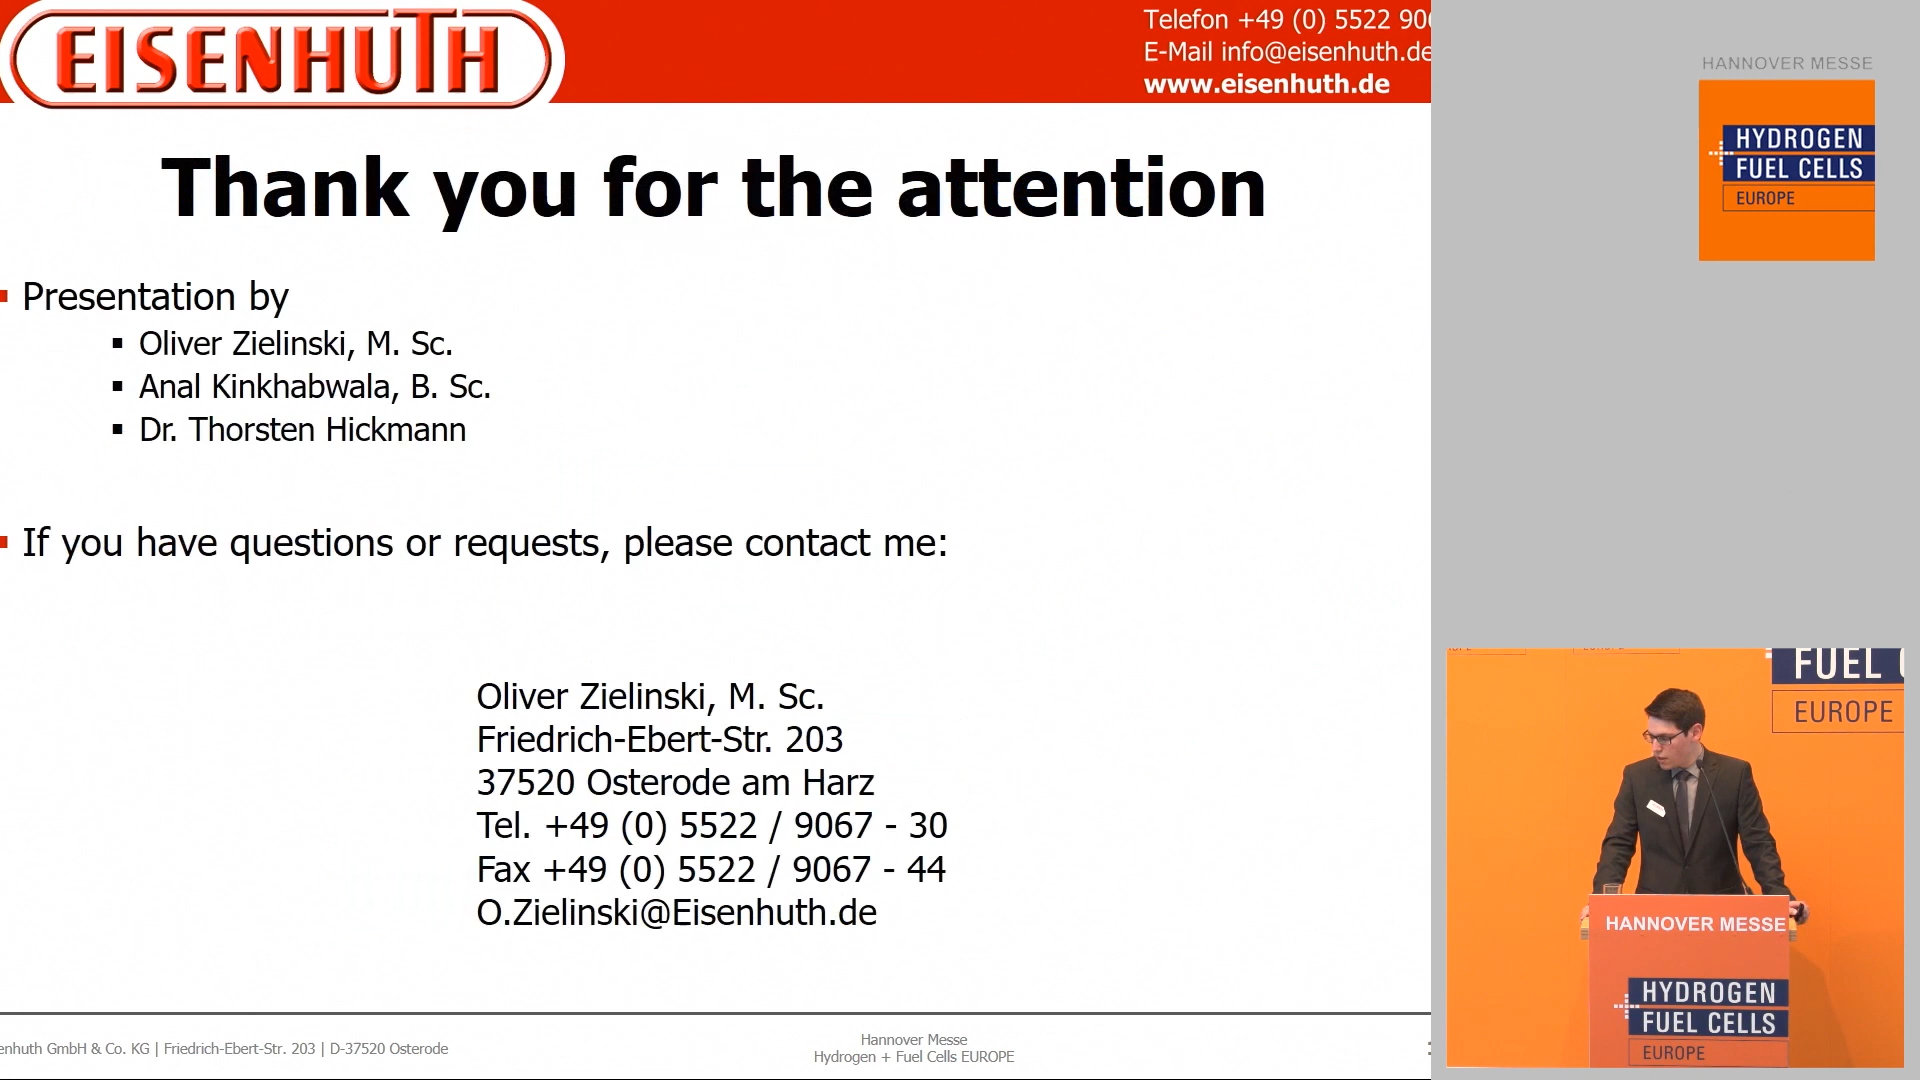 EISENHUTH
Telefon +49 (0) 5522 90
E-Mail info@eisenhuth.de
www.eisenhuth.de
Thank you for the attention
Presentation by
Oliver Zielinski, M. Sc.
Anal Kinkhabwala, B. Sc.
Dr. Thorsten Hickmann
If you have questions or requests, please contact me:
Oliver Zielinski, M. Sc.
Friedrich-Ebert-Str. 203
37520 Osterode am Harz
Tel. +49 (0) 5522 / 9067 - 30
Fax +49 (0) 5522 / 9067 - 44
O.Zielinski@Eisenhuth.de
enhuth GmbH & Co. KG | Friedrich-Ebert-Str. 203 | D-37520 Osterode
Hannover Messe
Hydrogen + Fuel Cells EUROPE
HANNOVER MESSE
HYDROGEN
FUEL CELLS
EUROPE
FUEL
EUROPE
HANNOVER MESSE
HYDROGEN
FUEL CELLS
EUROPE